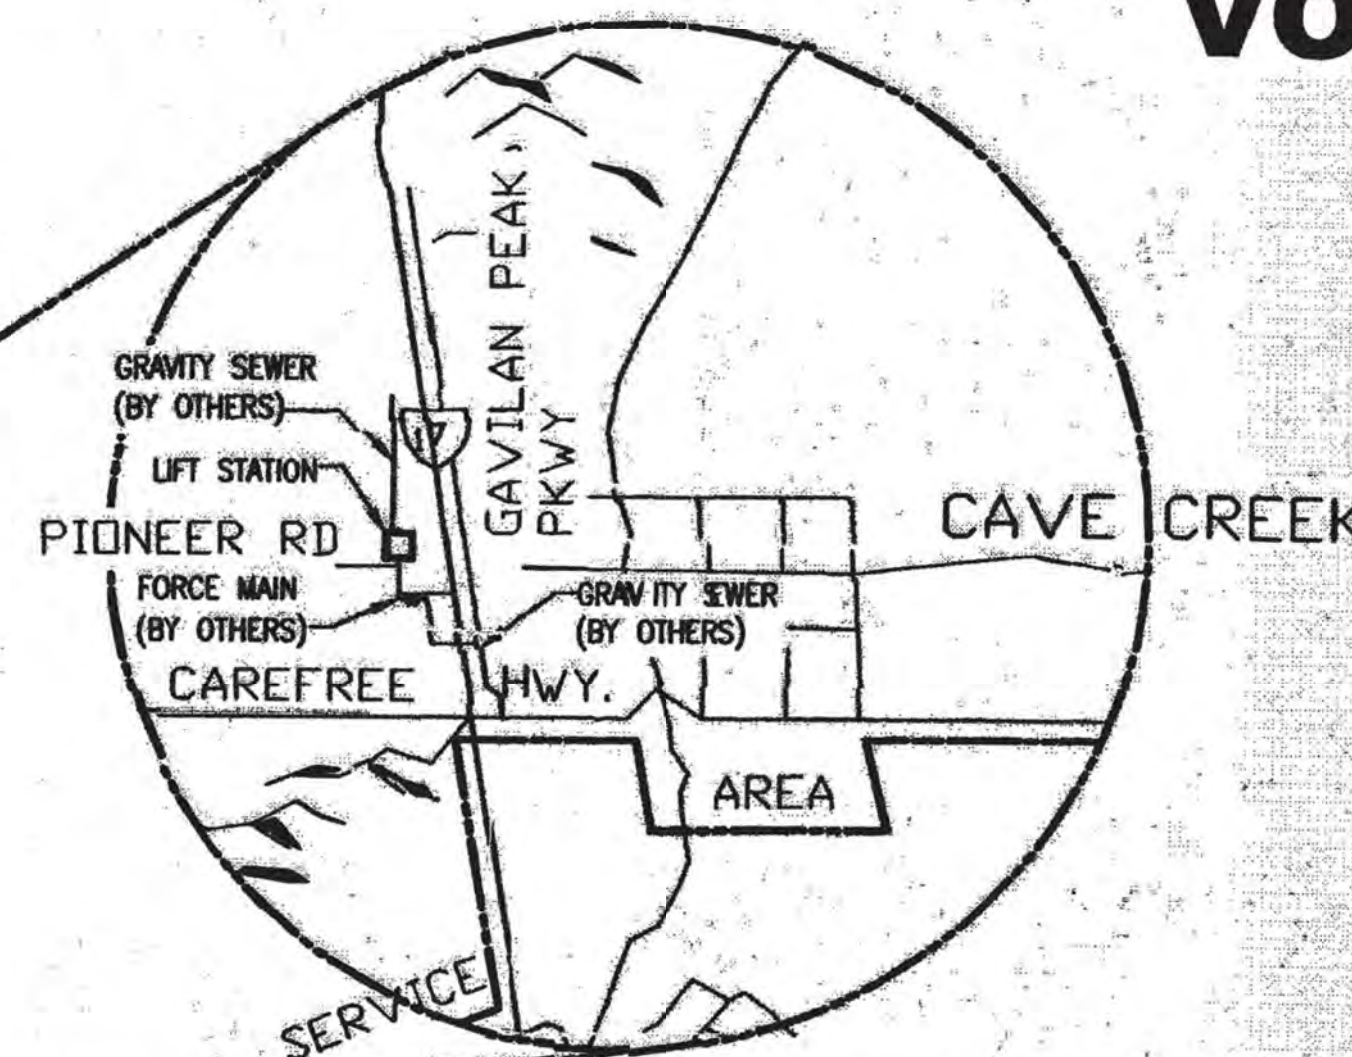 VO
GAVILAN PEAK
PKWY
GRAVITY SEWER
(BY OTHERS)
17
LIFT STATION
PIONEER RD
CAVE CREEK
FORCE MAIN
(BY OTHERS)
GRAVITY SEWER
(BY OTHERS)
CAREFREE HWY.
AREA
SERVICE